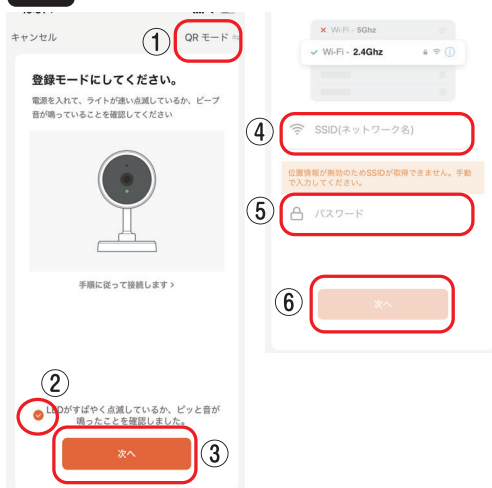 キャンセル
①
QR モード
登録モードにしてください。
電源を入れて、ライトが速い点滅しているか、ビープ
音が鳴っていることを確認してください
手順に従って接続します >
②
LEDがすばやく点滅しているか、ピッと音が
鳴ったことを確認しました。
次へ
③
× Wi-Fi - 5Ghz
✓ Wi-Fi - 2.4Ghz
④
SSID(ネットワーク名)
位置情報が無効のためSSIDが取得できません。手動
で入力してください。
⑤
パスワード
⑥
次へ